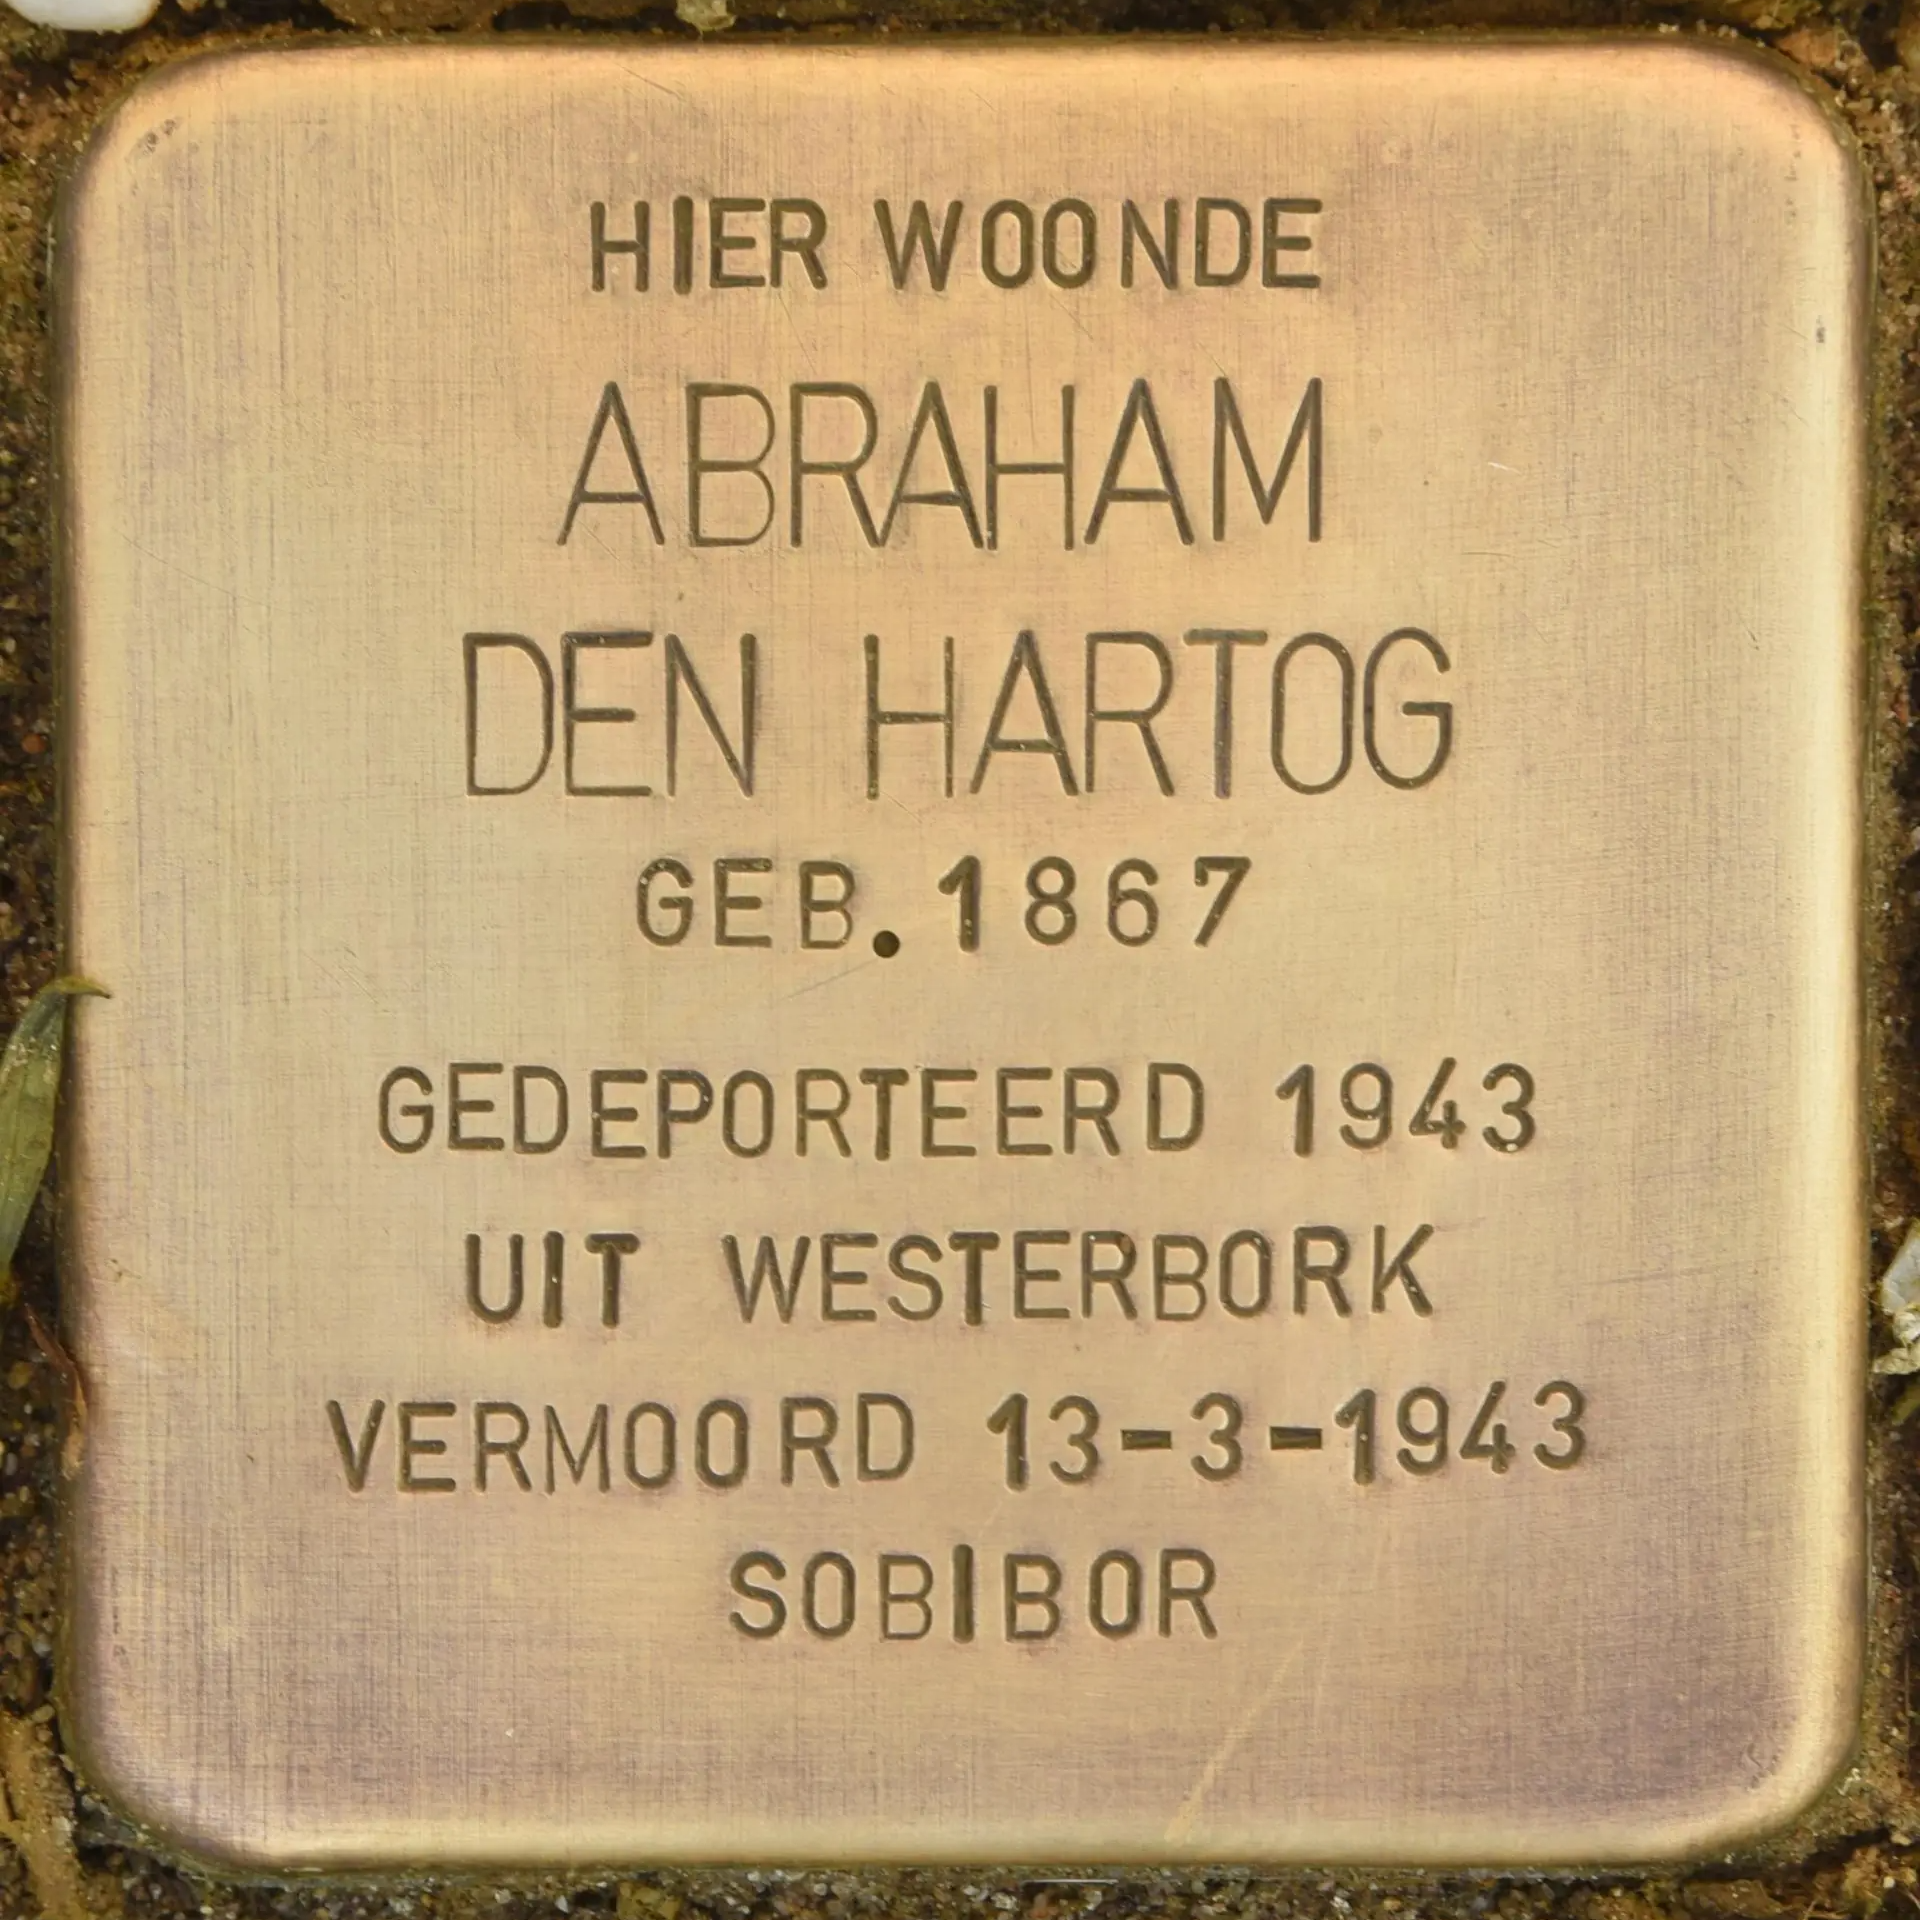 HIER WOONDE
ABRAHAM
DEN HARTOG
GEB. 1867
GEDEPORTEERD 1943
UIT WESTERBORK
VERMOORD 13-3-1943
SOBIBOR